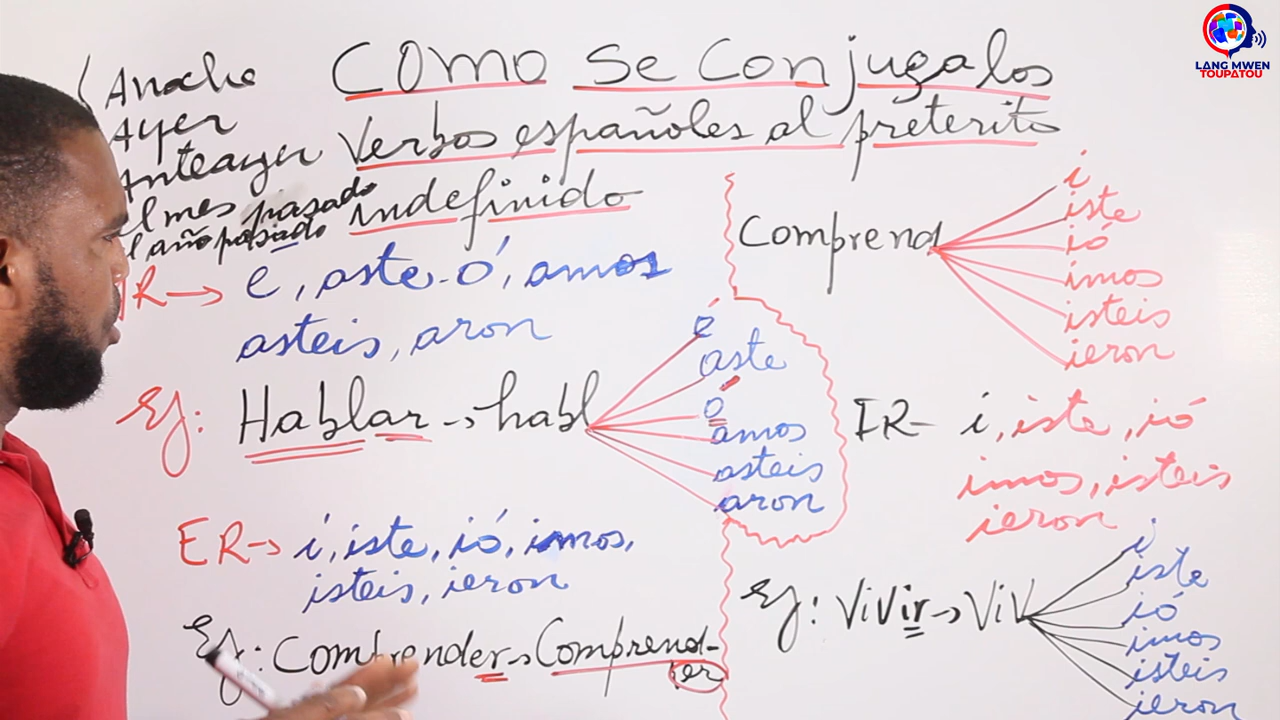 COMO Se Conjuga los
Verbos españoles al préterito
indefinido
Anoche
Ayer
Anteayer
el mes pasado
el año pasado
AR → e, aste-ó, amos
asteis, aron
Ej: Hablar → habl
é
aste
ó
amos
asteis
aron
ER → í, iste, ió, imos,
isteis, ieron
Ej: Comprender → Comprend-
er
Comprend
í
iste
ió
imos
isteis
ieron
IR- í, iste, ió
imos, isteis
ieron
Ej: Vivir → Viv
í
iste
ió
imos
isteis
ieron
LANG MWEN
TOUPATOU